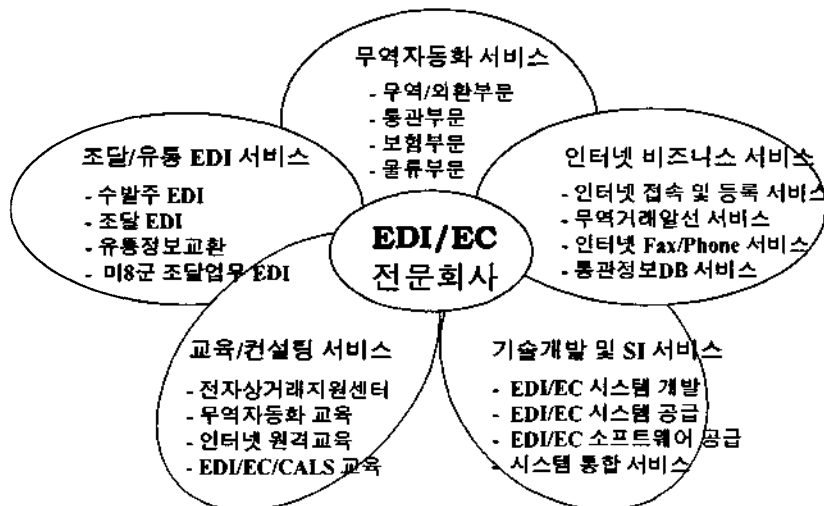 무역자동화 서비스
- 무역/외환부문
- 통관부문
- 보험부문
- 물류부문
조달/유통 EDI 서비스
- 수발주 EDI
- 조달 EDI
- 유통정보교환
- 미8군 조달업무 EDI
인터넷 비즈니스 서비스
- 인터넷 접속 및 등록 서비스
- 무역거래알선 서비스
- 인터넷 Fax/Phone 서비스
- 통관정보DB 서비스
EDI/EC
전문회사
교육/컨설팅 서비스
- 전자상거래지원센터
- 무역자동화 교육
- 인터넷 원격교육
- EDI/EC/CALS 교육
기술개발 및 SI 서비스
- EDI/EC 시스템 개발
- EDI/EC 시스템 공급
- EDI/EC 소프트웨어 공급
- 시스템 통합 서비스